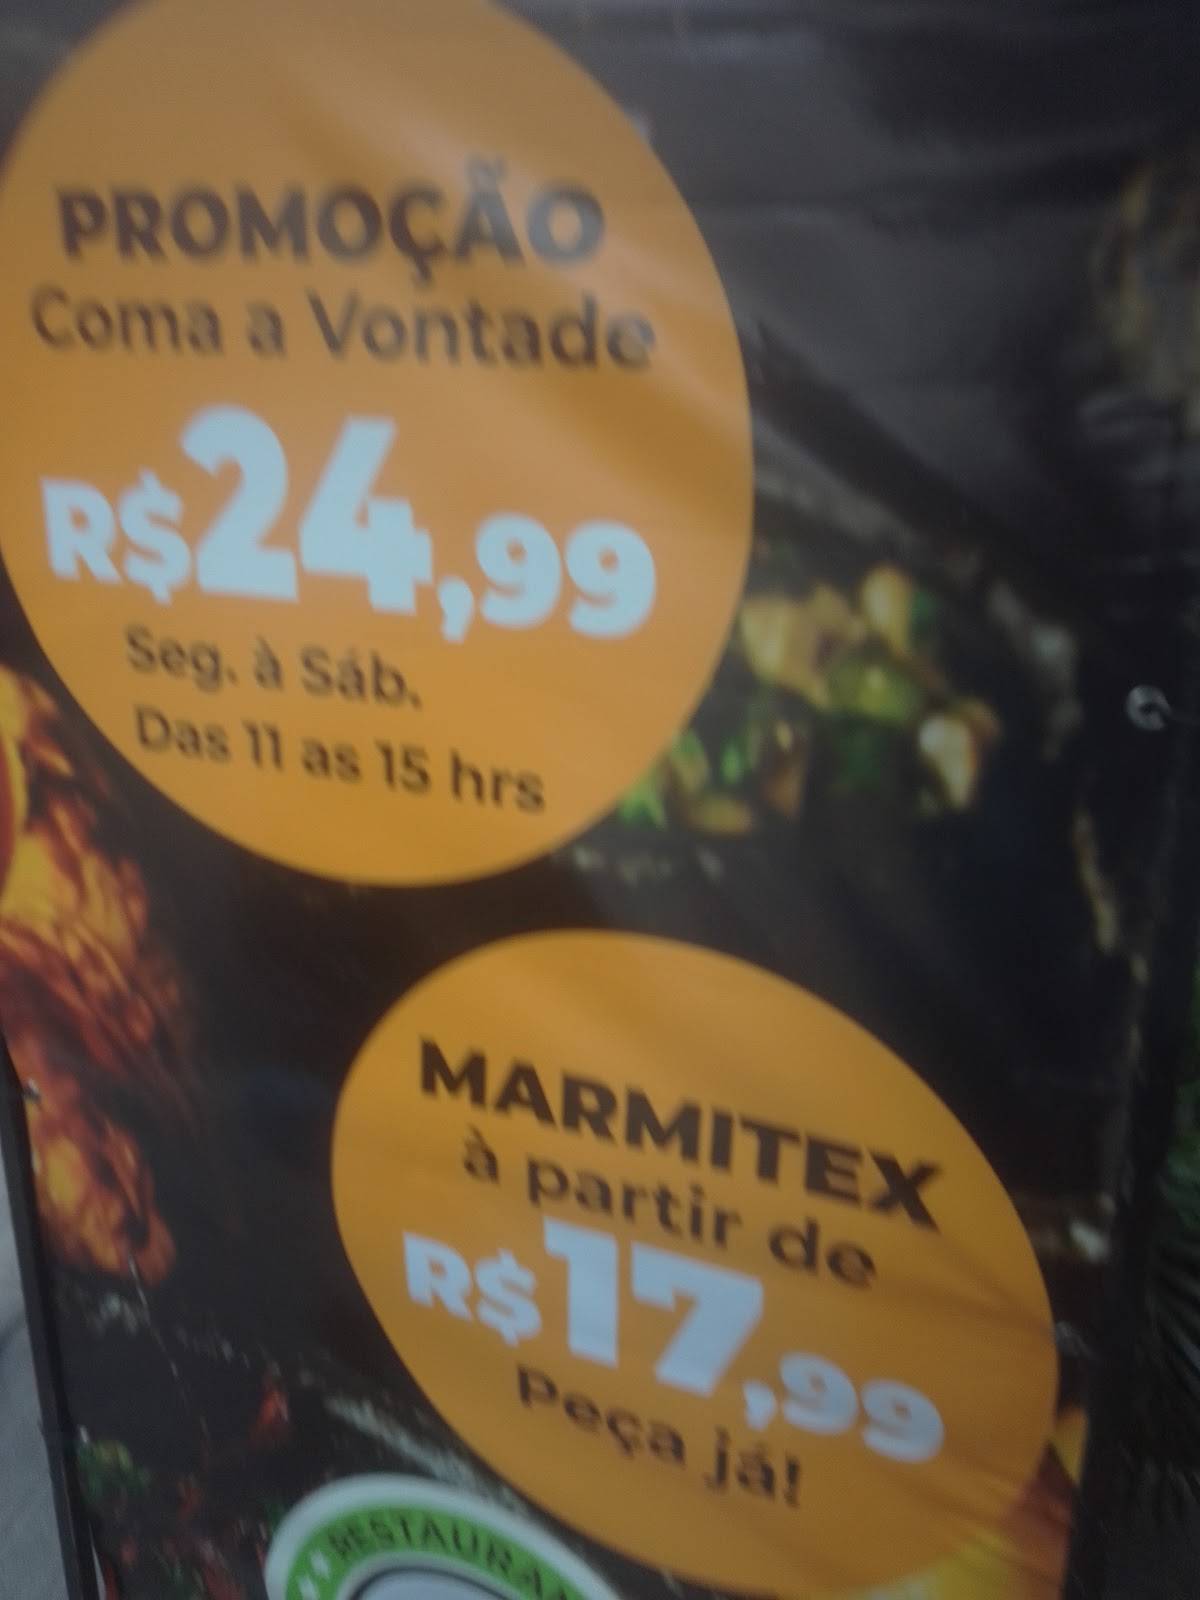 PROMOÇÃO
Coma a Vontade
R$24,99
Seg. à Sáb.
Das 11 as 15 hrs
MARMITEX
à partir de
R$17,99
peça já!